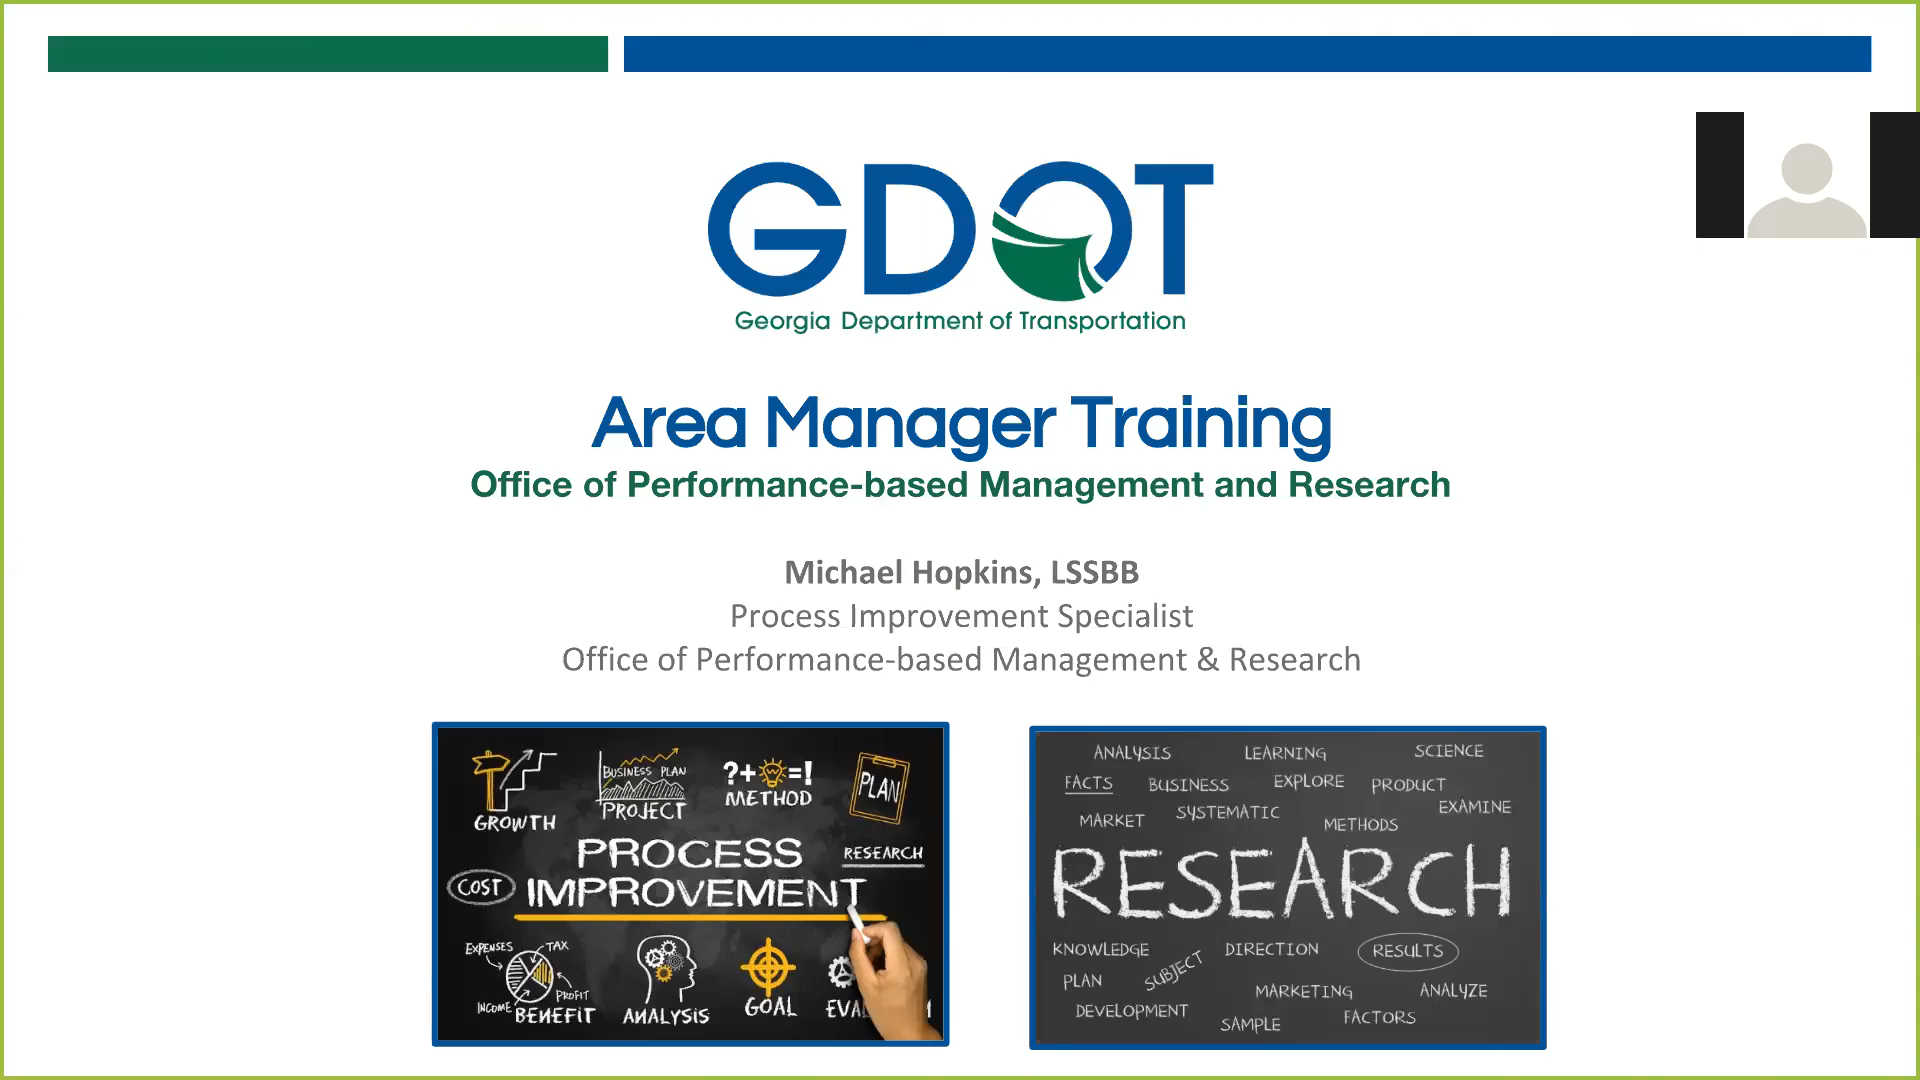 GDOT
Georgia Department of Transportation
Area Manager Training
Office of Performance-based Management and Research
Michael Hopkins, LSSBB
Process Improvement Specialist
Office of Performance-based Management & Research
GROWTH
BUSINESS PLAN
PROJECT
?+ =!
METHOD
PLAN
PROCESS
IMPROVEMENT
RESEARCH
COST
EXPENSES
TAX
INCOME
PROFIT
BENEFIT
ANALYSIS
GOAL
ANALYSIS LEARNING SCIENCE
FACTS BUSINESS EXPLORE PRODUCT
MARKET SYSTEMATIC METHODS EXAMINE
RESEARCH
KNOWLEDGE DIRECTION RESULTS
PLAN SUBJECT MARKETING ANALYZE
DEVELOPMENT SAMPLE FACTORS